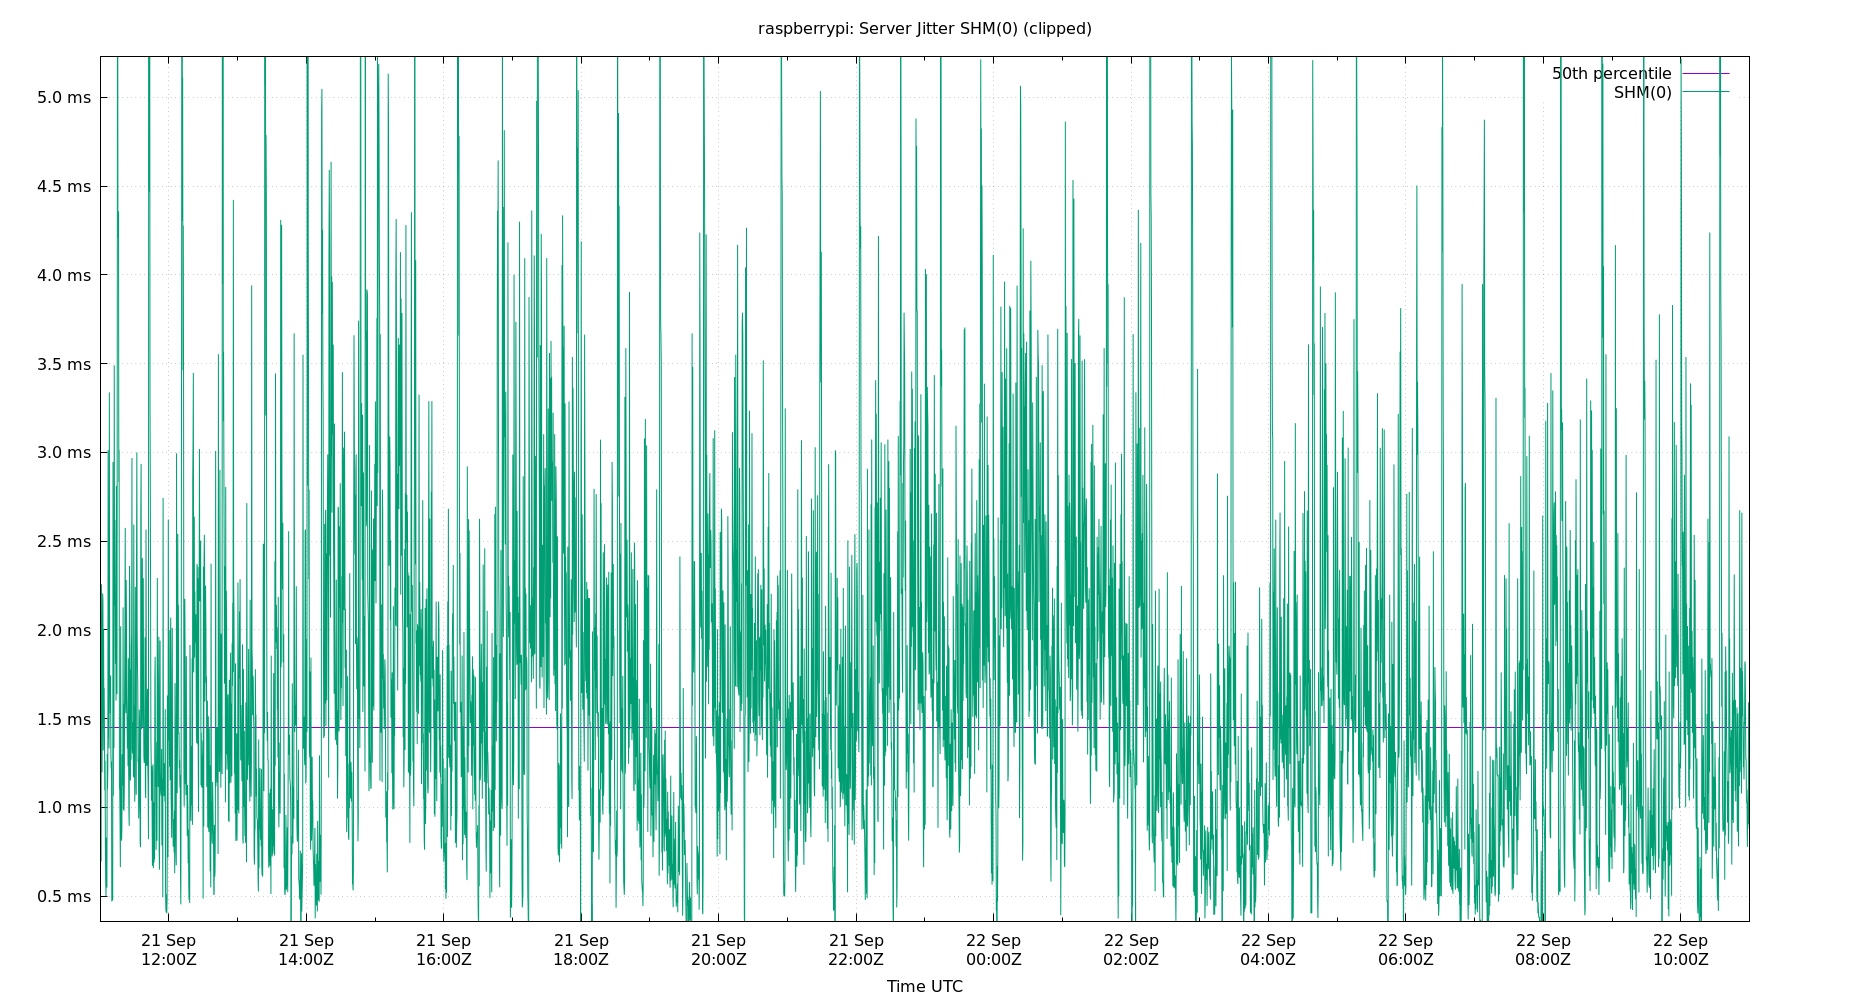 raspberrypi: Server Jitter SHM(0) (clipped)
50th percentile
SHM(0)
5.0 ms
4.5 ms
4.0 ms
3.5 ms
3.0 ms
2.5 ms
2.0 ms
1.5 ms
1.0 ms
0.5 ms
21 Sep 21 Sep 21 Sep 21 Sep 21 Sep 21 Sep 22 Sep 22 Sep 22 Sep 22 Sep 22 Sep 22 Sep
12:00Z 14:00Z 16:00Z 18:00Z 20:00Z 22:00Z 00:00Z 02:00Z 04:00Z 06:00Z 08:00Z 10:00Z
Time UTC